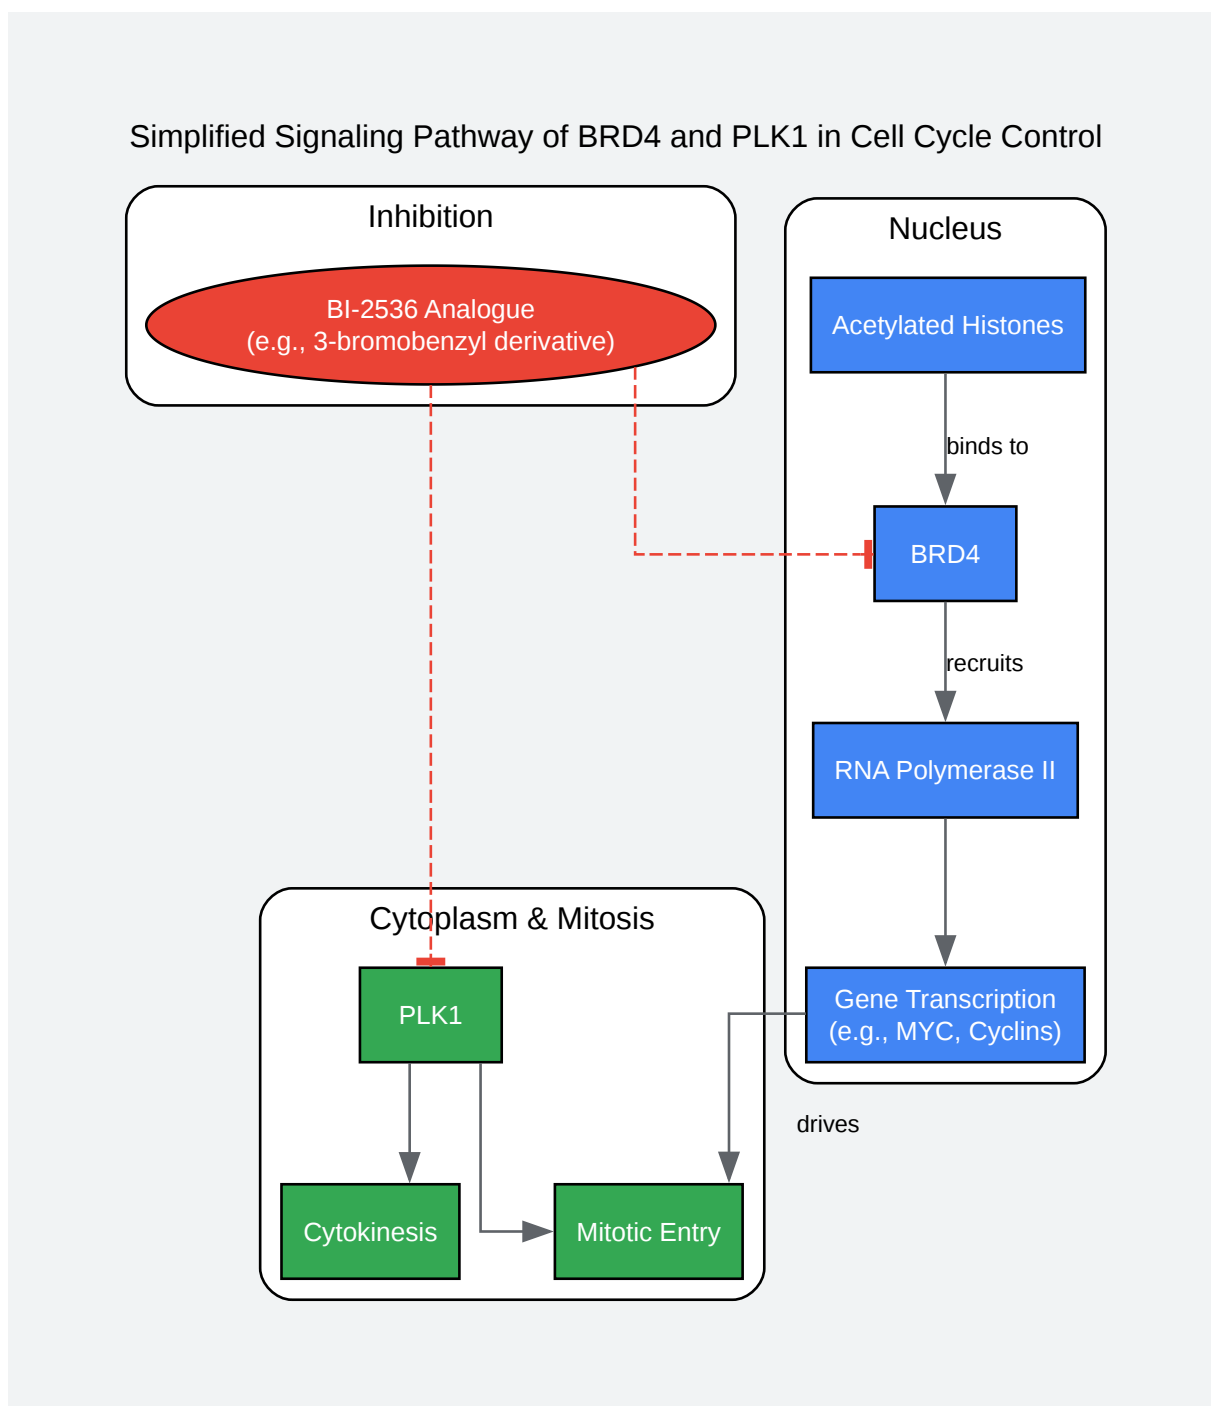 Simplified Signaling Pathway of BRD4 and PLK1 in Cell Cycle Control
Inhibition
BI-2536 Analogue
(e.g., 3-bromobenzyl derivative)
Nucleus
Acetylated Histones
binds to
BRD4
recruits
RNA Polymerase II
Gene Transcription
(e.g., MYC, Cyclins)
drives
Cytoplasm & Mitosis
PLK1
Cytokinesis
Mitotic Entry